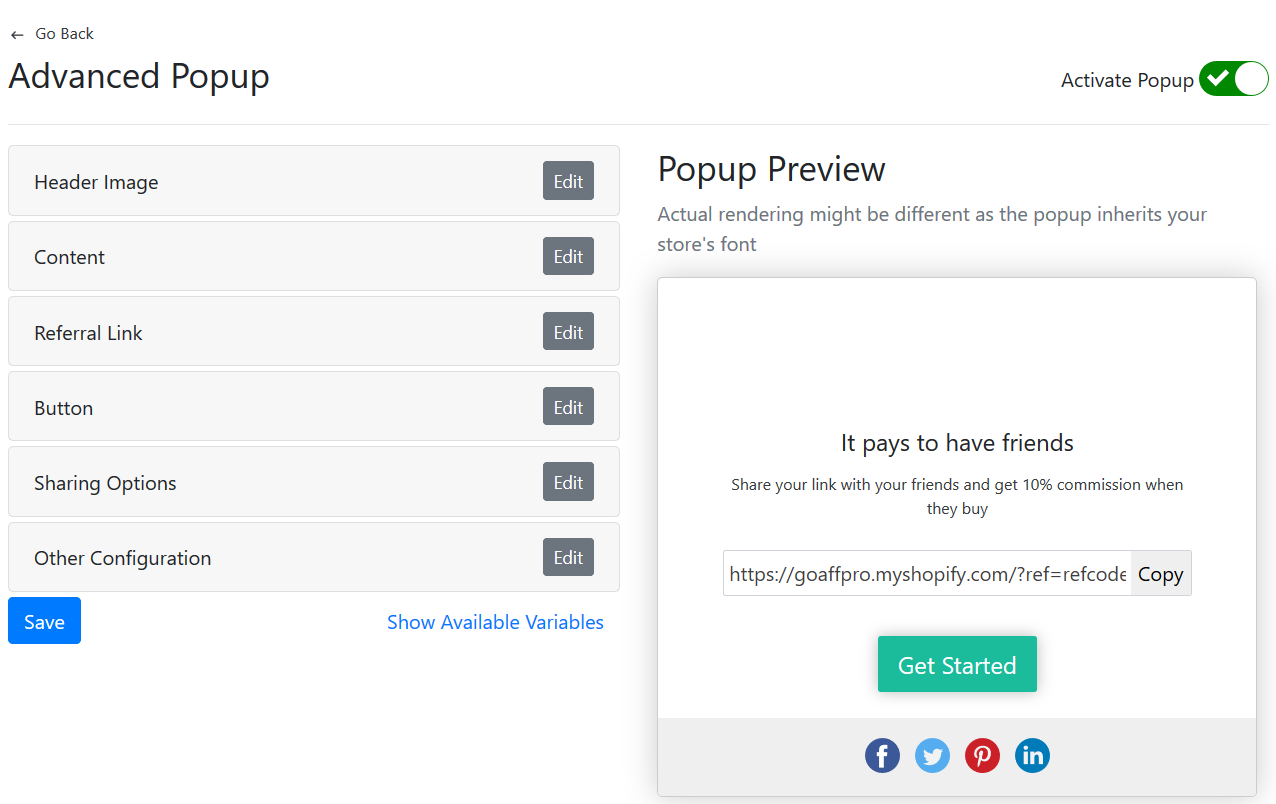 ← Go Back
Advanced Popup
Activate Popup
Header Image Edit
Content Edit
Referral Link Edit
Button Edit
Sharing Options Edit
Other Configuration Edit
Save Show Available Variables
Popup Preview
Actual rendering might be different as the popup inherits your
store's font
It pays to have friends
Share your link with your friends and get 10% commission when
they buy
https://goaffpro.myshopify.com/?ref=refcode Copy
Get Started